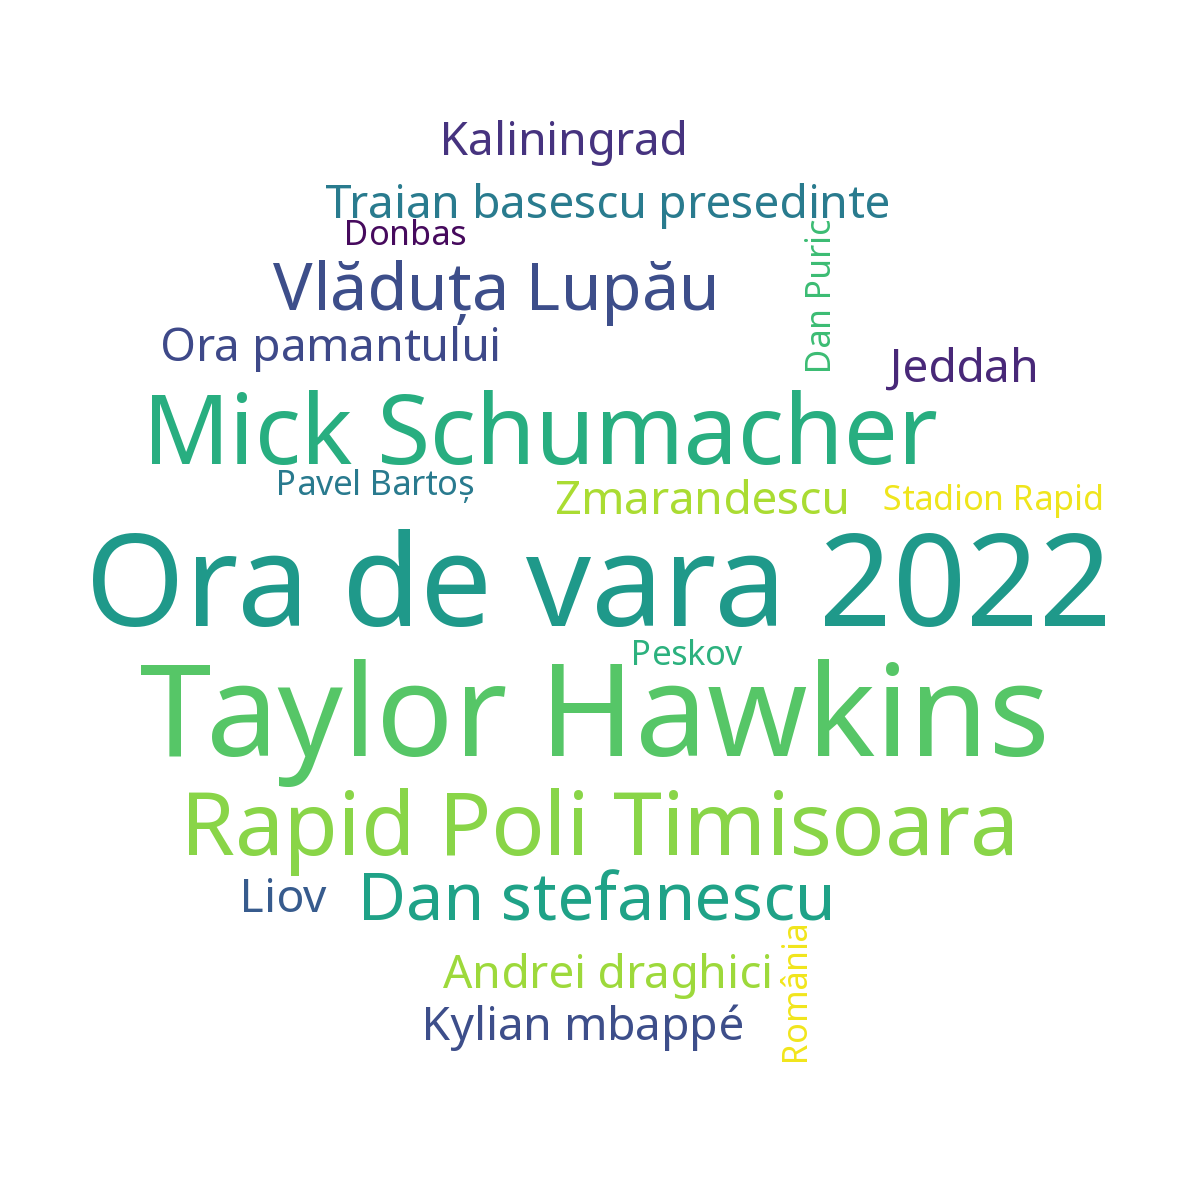 Kaliningrad
Traian basescu presedinte
Donbas
Dan Puric
Vlăduța Lupău
Ora pamantului
Jeddah
Mick Schumacher
Pavel Bartoș
Zmarandescu
Stadion Rapid
Ora de vara 2022
Peskov
Taylor Hawkins
Rapid Poli Timisoara
Liov
Dan stefanescu
Andrei draghici
România
Kylian mbappé